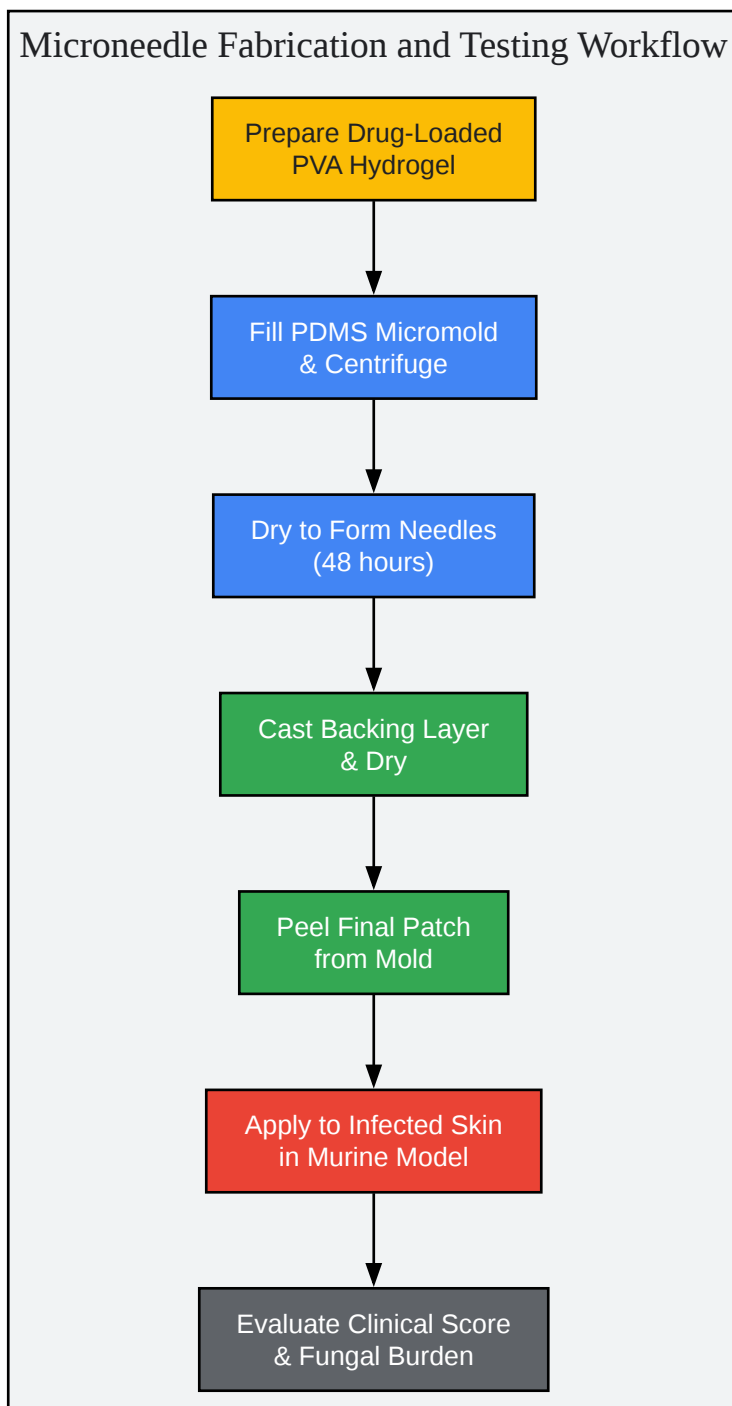 Microneedle Fabrication and Testing Workflow
Prepare Drug-Loaded
PVA Hydrogel
Fill PDMS Micromold
& Centrifuge
Dry to Form Needles
(48 hours)
Cast Backing Layer
& Dry
Peel Final Patch
from Mold
Apply to Infected Skin
in Murine Model
Evaluate Clinical Score
& Fungal Burden